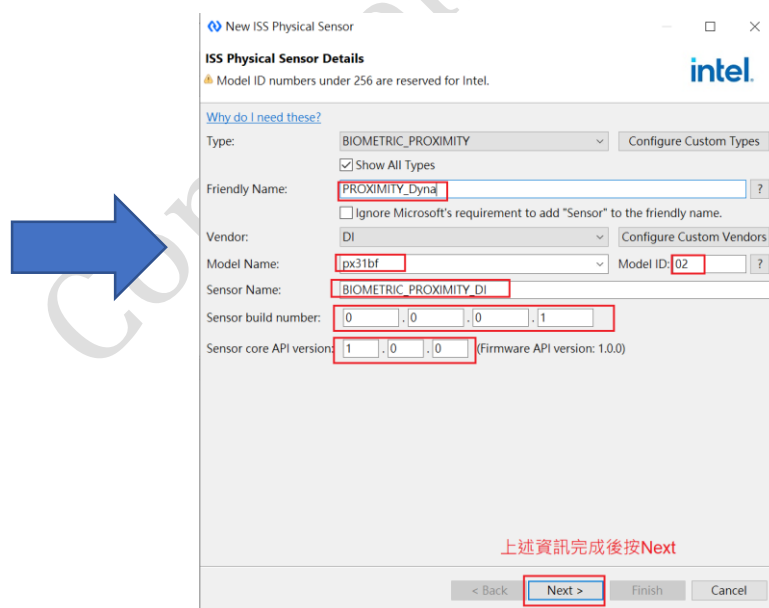 New ISS Physical Sensor
ISS Physical Sensor Details
Model ID numbers under 256 are reserved for Intel.
intel.
Why do I need these?
Type: BIOMETRIC_PROXIMITY Configure Custom Types
Show All Types
Friendly Name: PROXIMITY_Dyna ?
Ignore Microsoft's requirement to add "Sensor" to the friendly name.
Vendor: DI Configure Custom Vendors
Model Name: px31bf Model ID: 02 ?
Sensor Name: BIOMETRIC_PROXIMITY_DI
Sensor build number: 0 . 0 . 0 . 1
Sensor core API version: 1 . 0 . 0 (Firmware API version: 1.0.0)
上述資訊完成後按Next
< Back Next > Finish Cancel